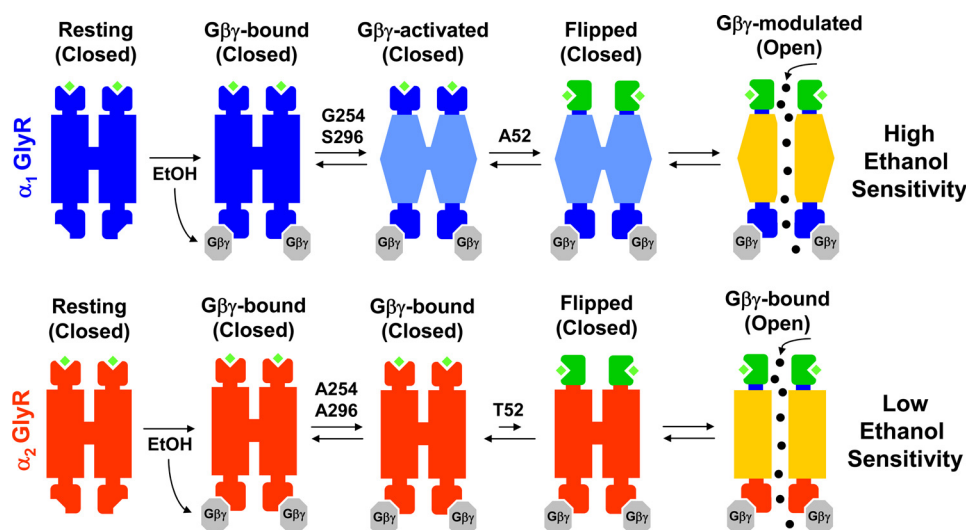 Resting
(Closed)
Gβγ-bound
(Closed)
Gβγ-activated
(Closed)
Flipped
(Closed)
Gβγ-modulated
(Open)
α1 GlyR
EtOH
Gβγ
Gβγ
G254
S296
Gβγ
Gβγ
A52
Gβγ
Gβγ
Gβγ
Gβγ
High
Ethanol
Sensitivity
Resting
(Closed)
Gβγ-bound
(Closed)
Gβγ-bound
(Closed)
Flipped
(Closed)
Gβγ-bound
(Open)
α2 GlyR
EtOH
Gβγ
Gβγ
A254
A296
Gβγ
Gβγ
T52
Gβγ
Gβγ
Gβγ
Gβγ
Low
Ethanol
Sensitivity